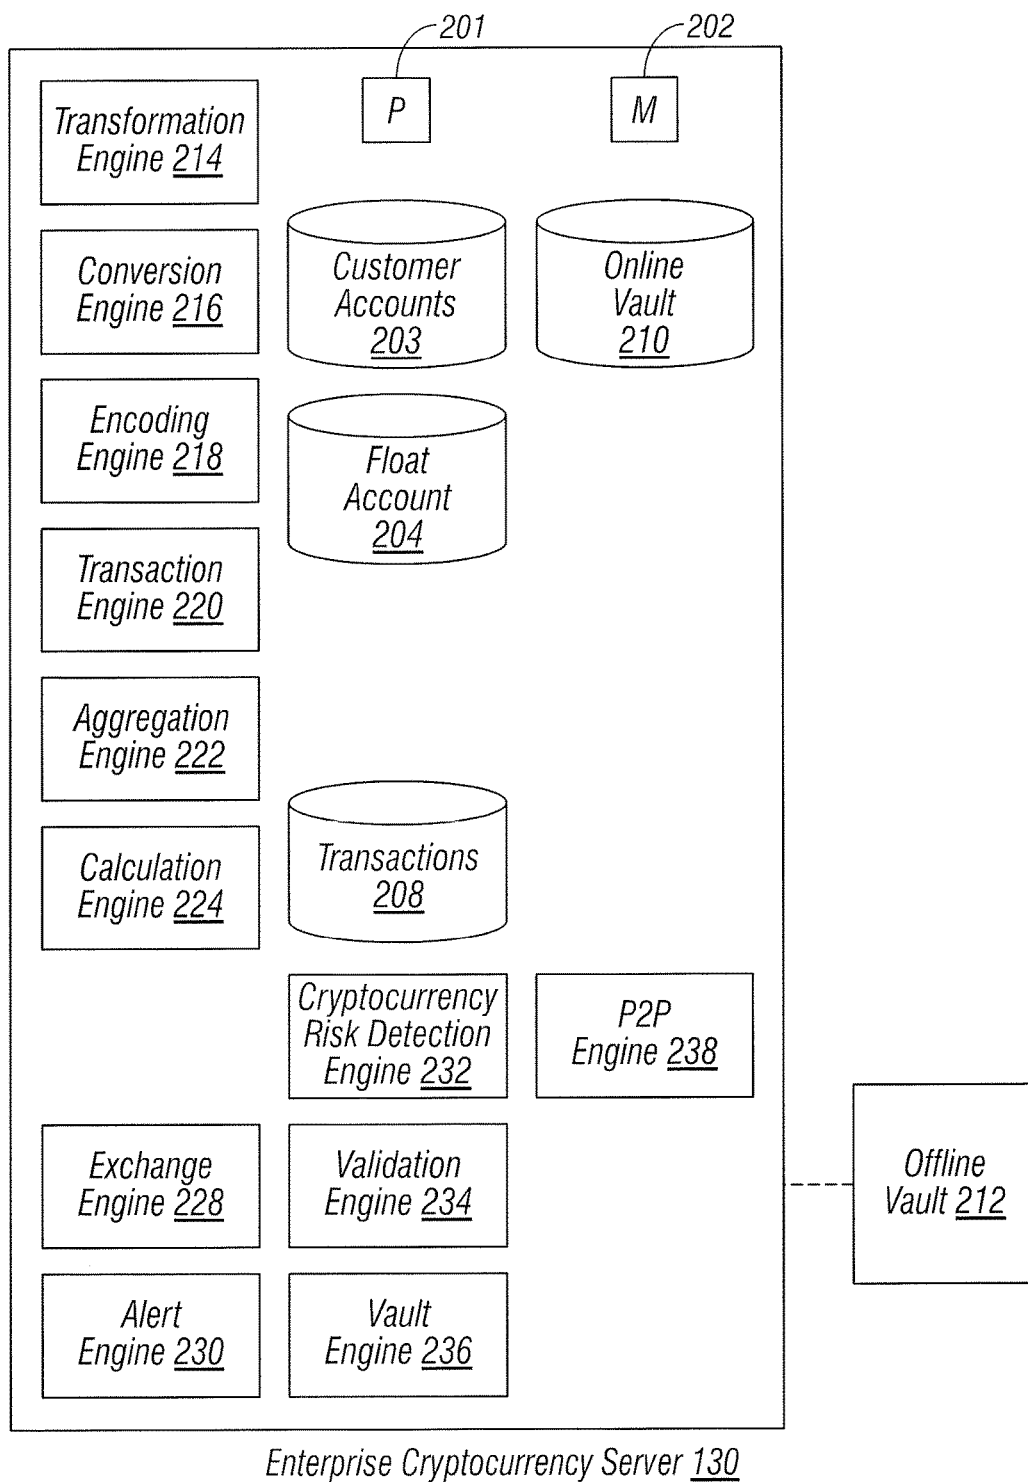 201
202
P
M
Transformation
Engine 214
Customer
Accounts
203
Online
Vault
210
Conversion
Engine 216
Encoding
Engine 218
Float
Account
204
Transaction
Engine 220
Aggregation
Engine 222
Calculation
Engine 224
Transactions
208
Cryptocurrency
Risk Detection
Engine 232
P2P
Engine 238
Exchange
Engine 228
Validation
Engine 234
Offline
Vault 212
Alert
Engine 230
Vault
Engine 236
Enterprise Cryptocurrency Server 130